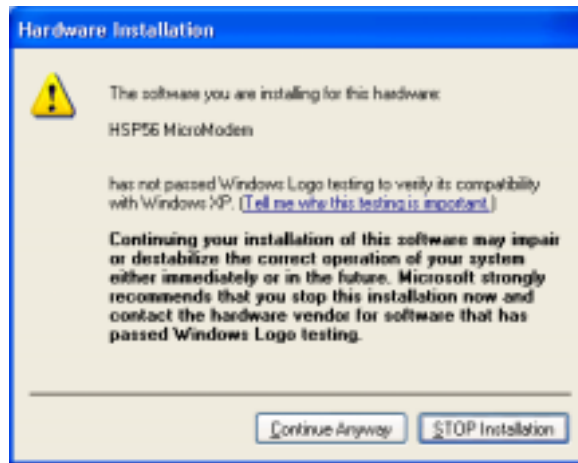 Hardware Installation
The software you are installing for this hardware:
HSP56 MicroModem
has not passed Windows Logo testing to verify its compatibility
with Windows XP. (Tell me why this testing is important.)
Continuing your installation of this software may impair
or destabilize the correct operation of your system
either immediately or in the future. Microsoft strongly
recommends that you stop this installation now and
contact the hardware vendor for software that has
passed Windows Logo testing.
Continue Anyway
STOP Installation